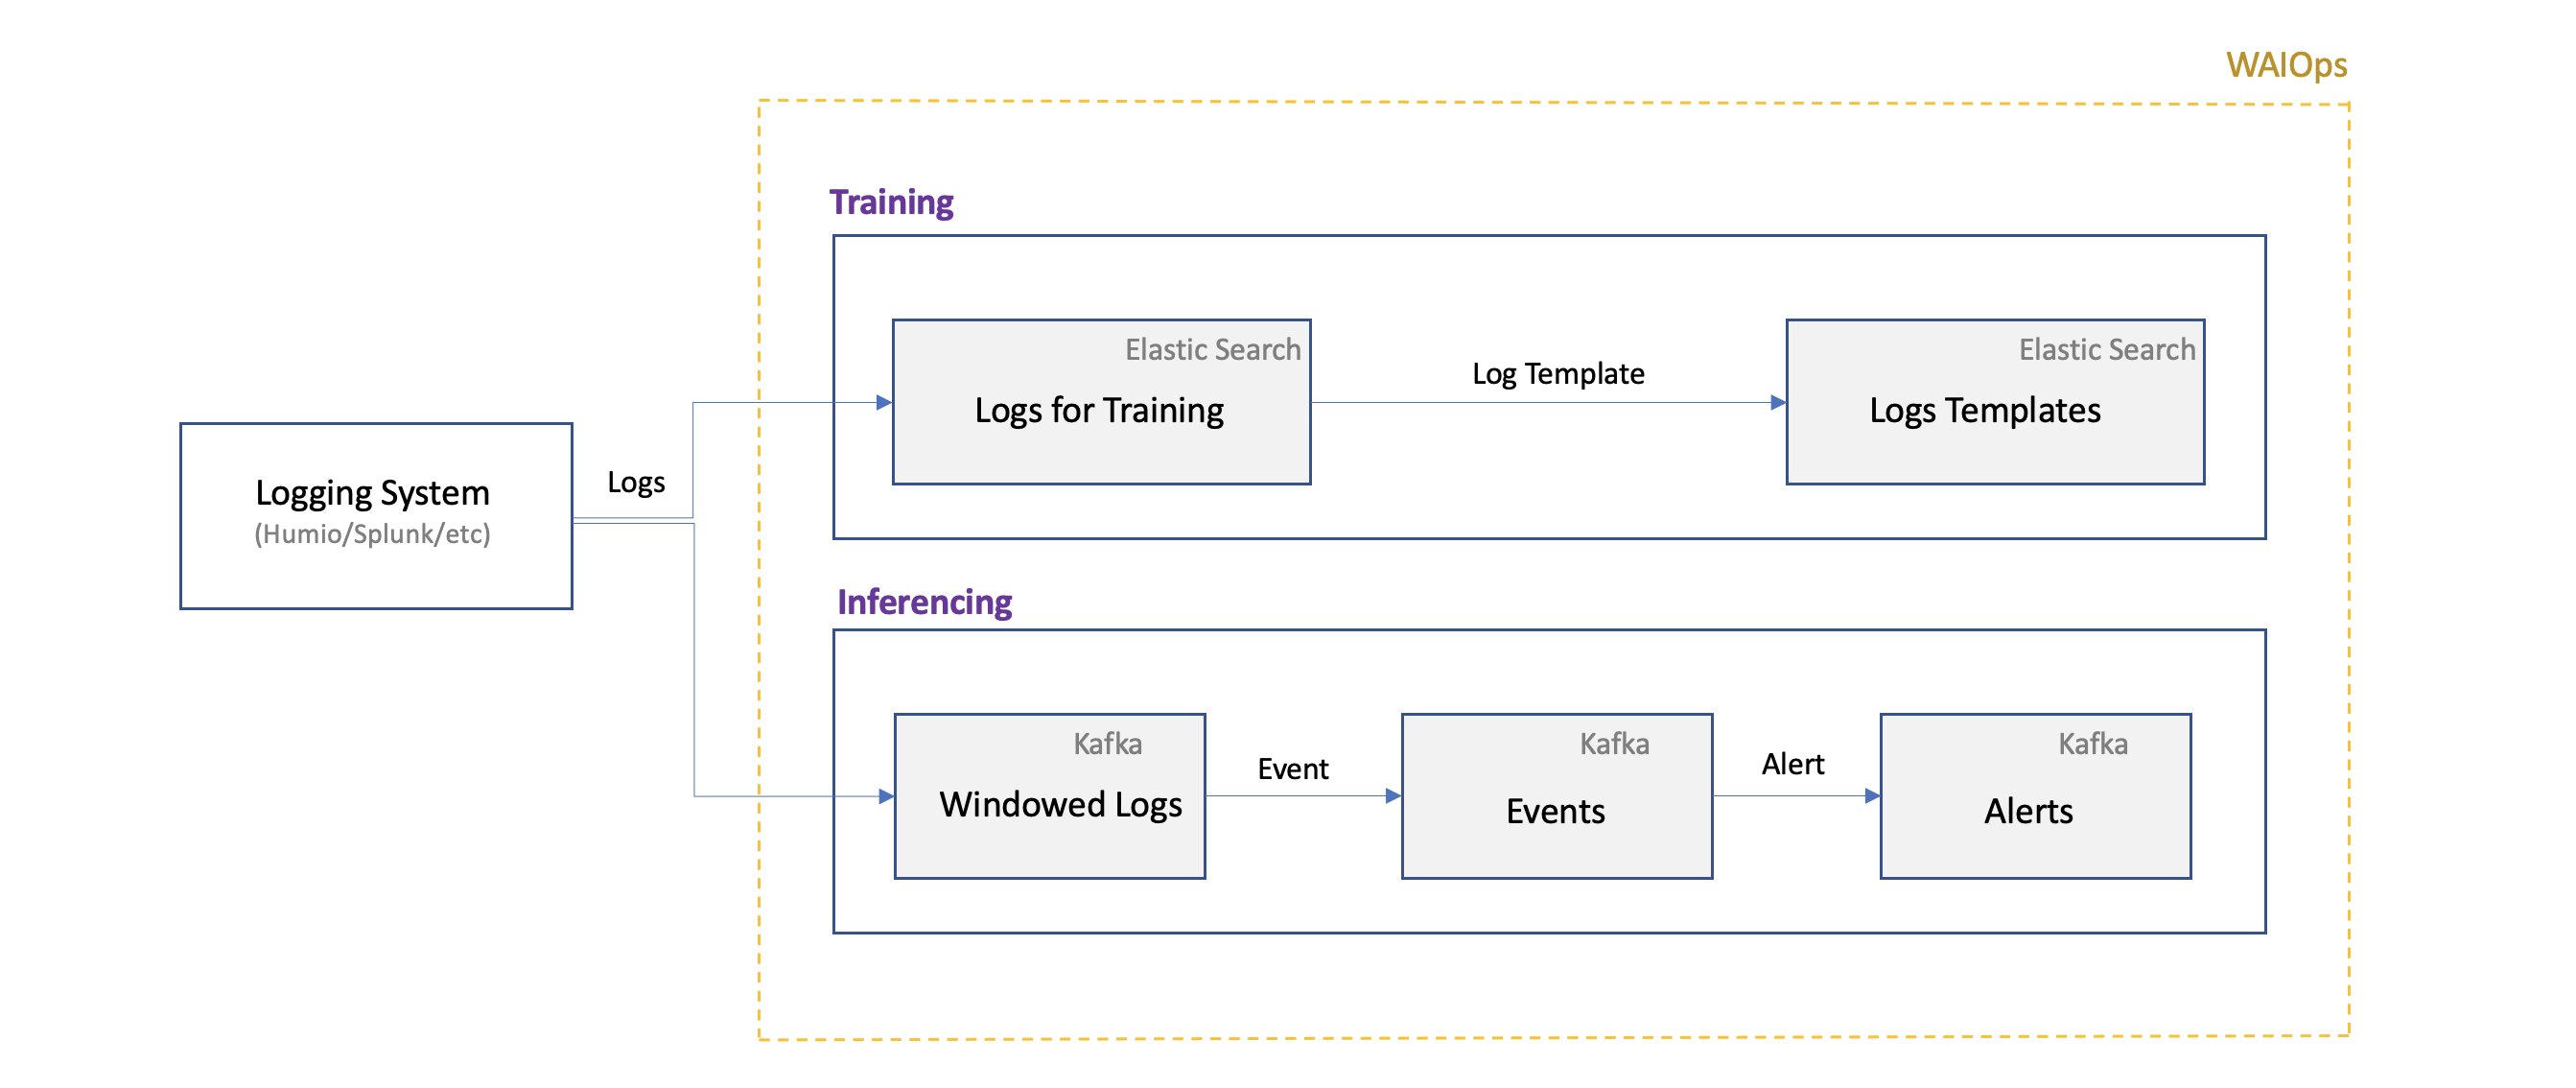 WAIOps
Training
Elastic Search
Logs for Training
Log Template
Elastic Search
Logs Templates
Logging System
(Humio/Splunk/etc)
Logs
Inferencing
Kafka
Windowed Logs
Event
Kafka
Events
Alert
Kafka
Alerts